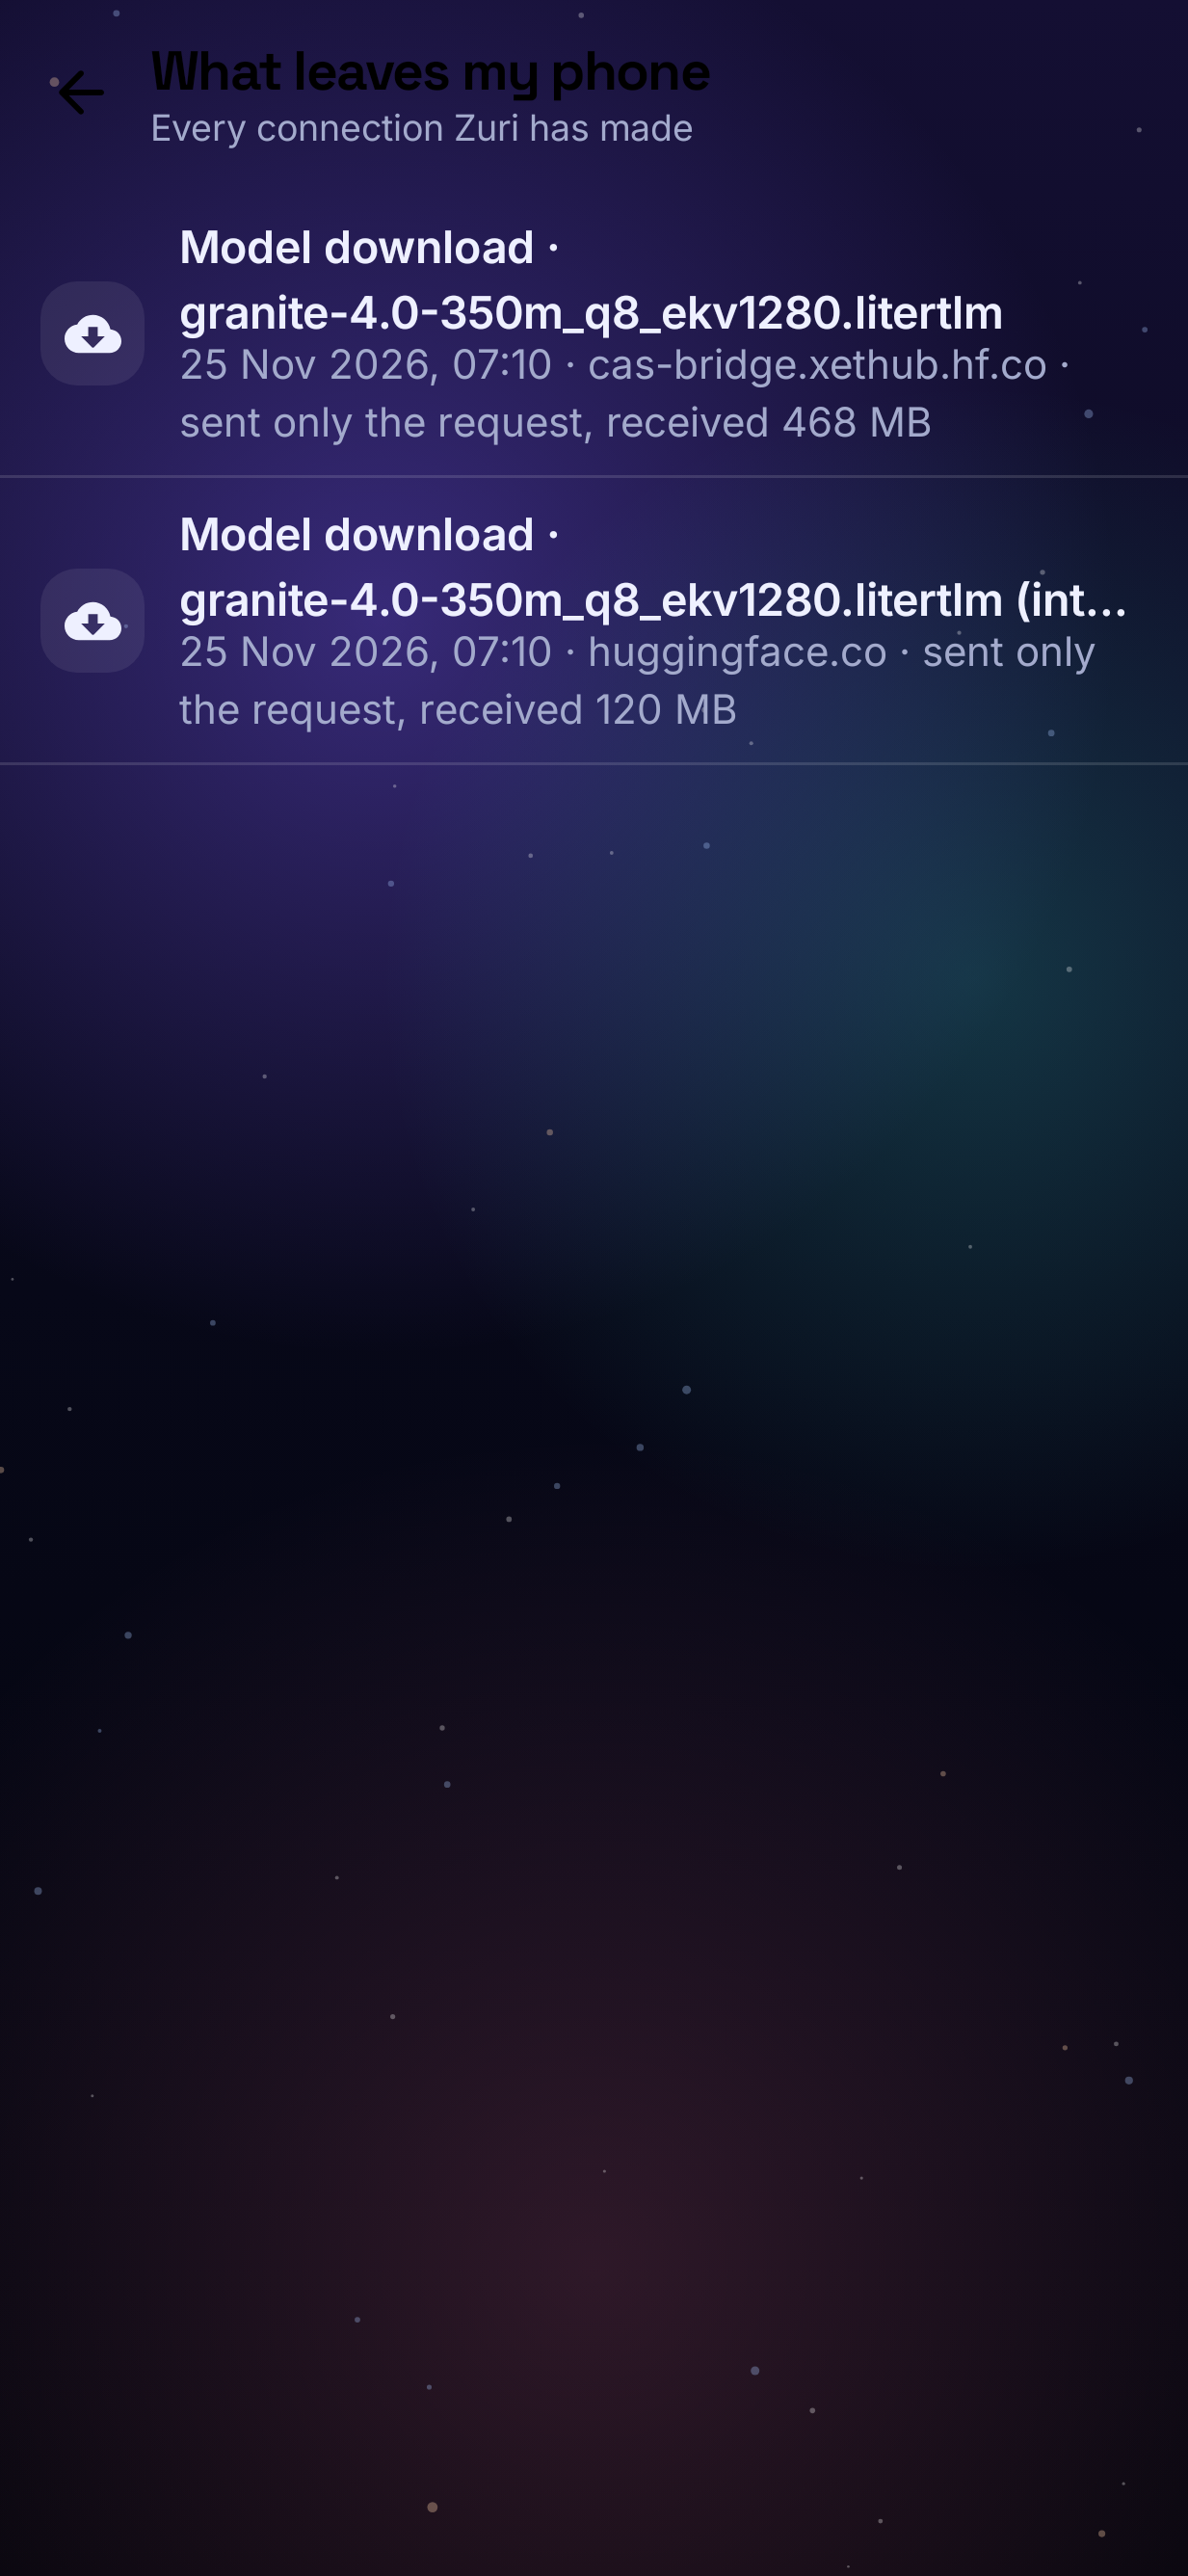 What leaves my phone
Every connection Zuri has made
Model download ·
granite-4.0-350m_q8_ekv1280.litertlm
25 Nov 2026, 07:10 · cas-bridge.xethub.hf.co ·
sent only the request, received 468 MB
Model download ·
granite-4.0-350m_q8_ekv1280.litertlm (int...
25 Nov 2026, 07:10 · huggingface.co · sent only
the request, received 120 MB